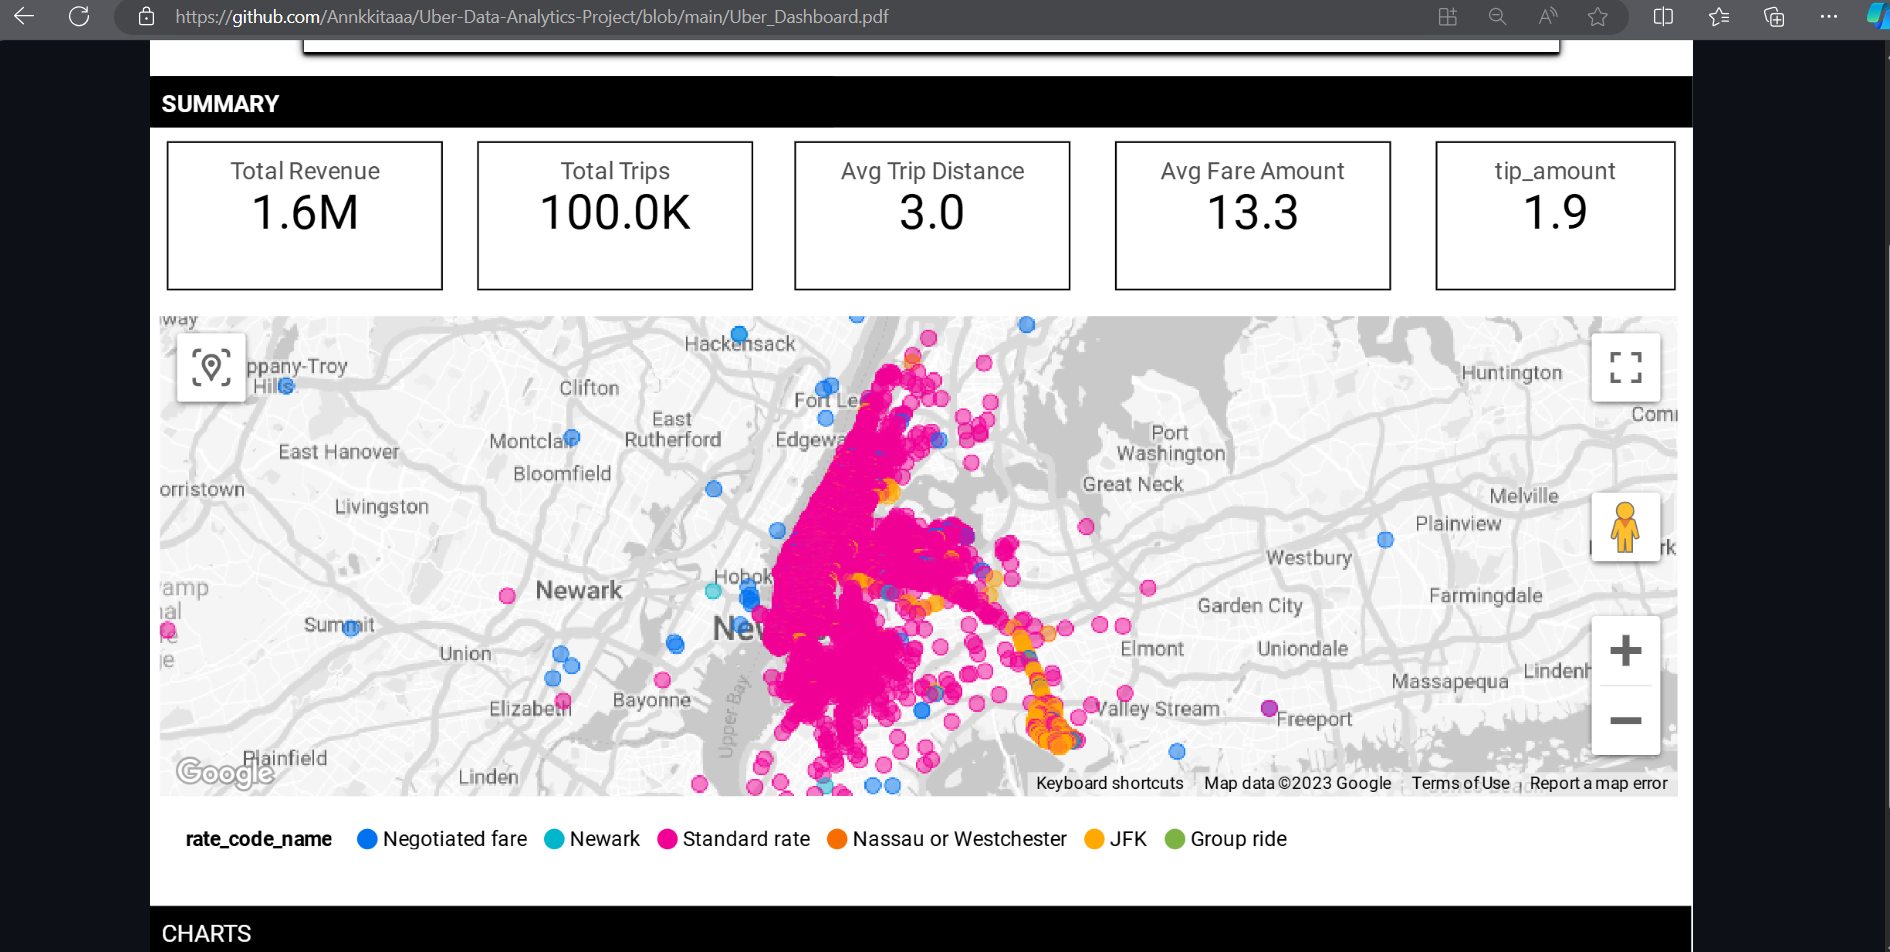 https://github.com/Annkkitaaa/Uber-Data-Analytics-Project/blob/main/Uber_Dashboard.pdf
SUMMARY
Total Revenue
1.6M
Total Trips
100.0K
Avg Trip Distance
3.0
Avg Fare Amount
13.3
tip_amount
1.9
way
Hackensack
ppany-Troy
Hills
Clifton
Fort Lee
Huntington
East
Rutherford
Edgewa
Montclair
East Hanover
Bloomfield
Port
Washington
Great Neck
orristown
Livingston
Melville
Plainview
Westbury
rk
Hobok
Newark
amp
al
e
Garden City
Farmingdale
Summit
New
Union
Elmont
Uniondale
Lindenh
Massapequa
Elizabeth
Bayonne
Upper Bay
Valley Stream
Freeport
Plainfield
Google
Linden
Keyboard shortcuts
Map data ©2023 Google
Terms of Use
Report a map error
rate_code_name Negotiated fare Newark Standard rate Nassau or Westchester JFK Group ride
CHARTS